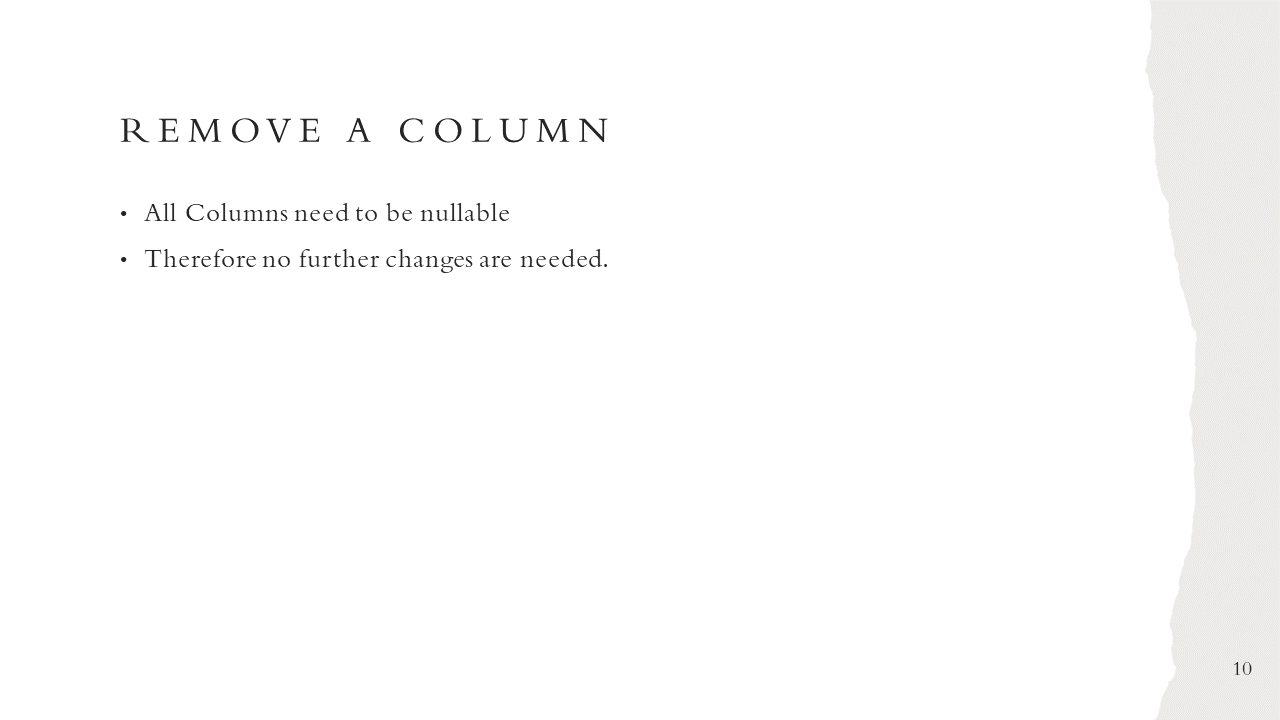 REMOVE A COLUMN
• All Columns need to be nullable
• Therefore no further changes are needed.
10